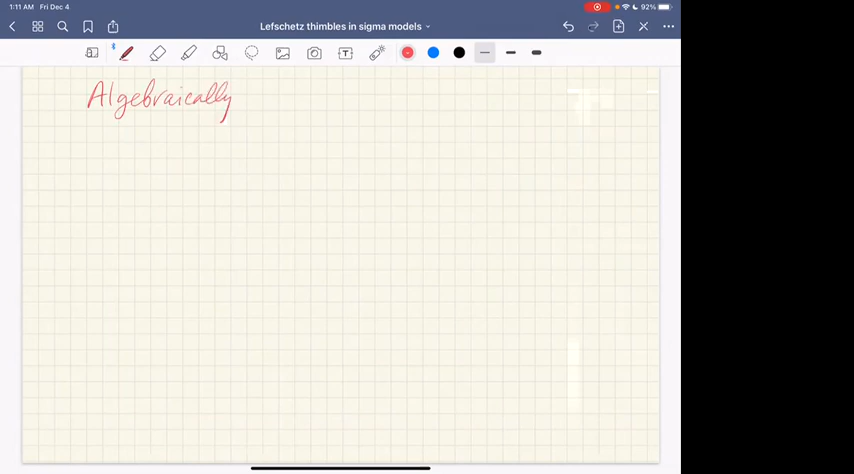 1:11 AM Fri Dec 4
92%
Lefschetz thimbles in sigma models
T
Algebraically